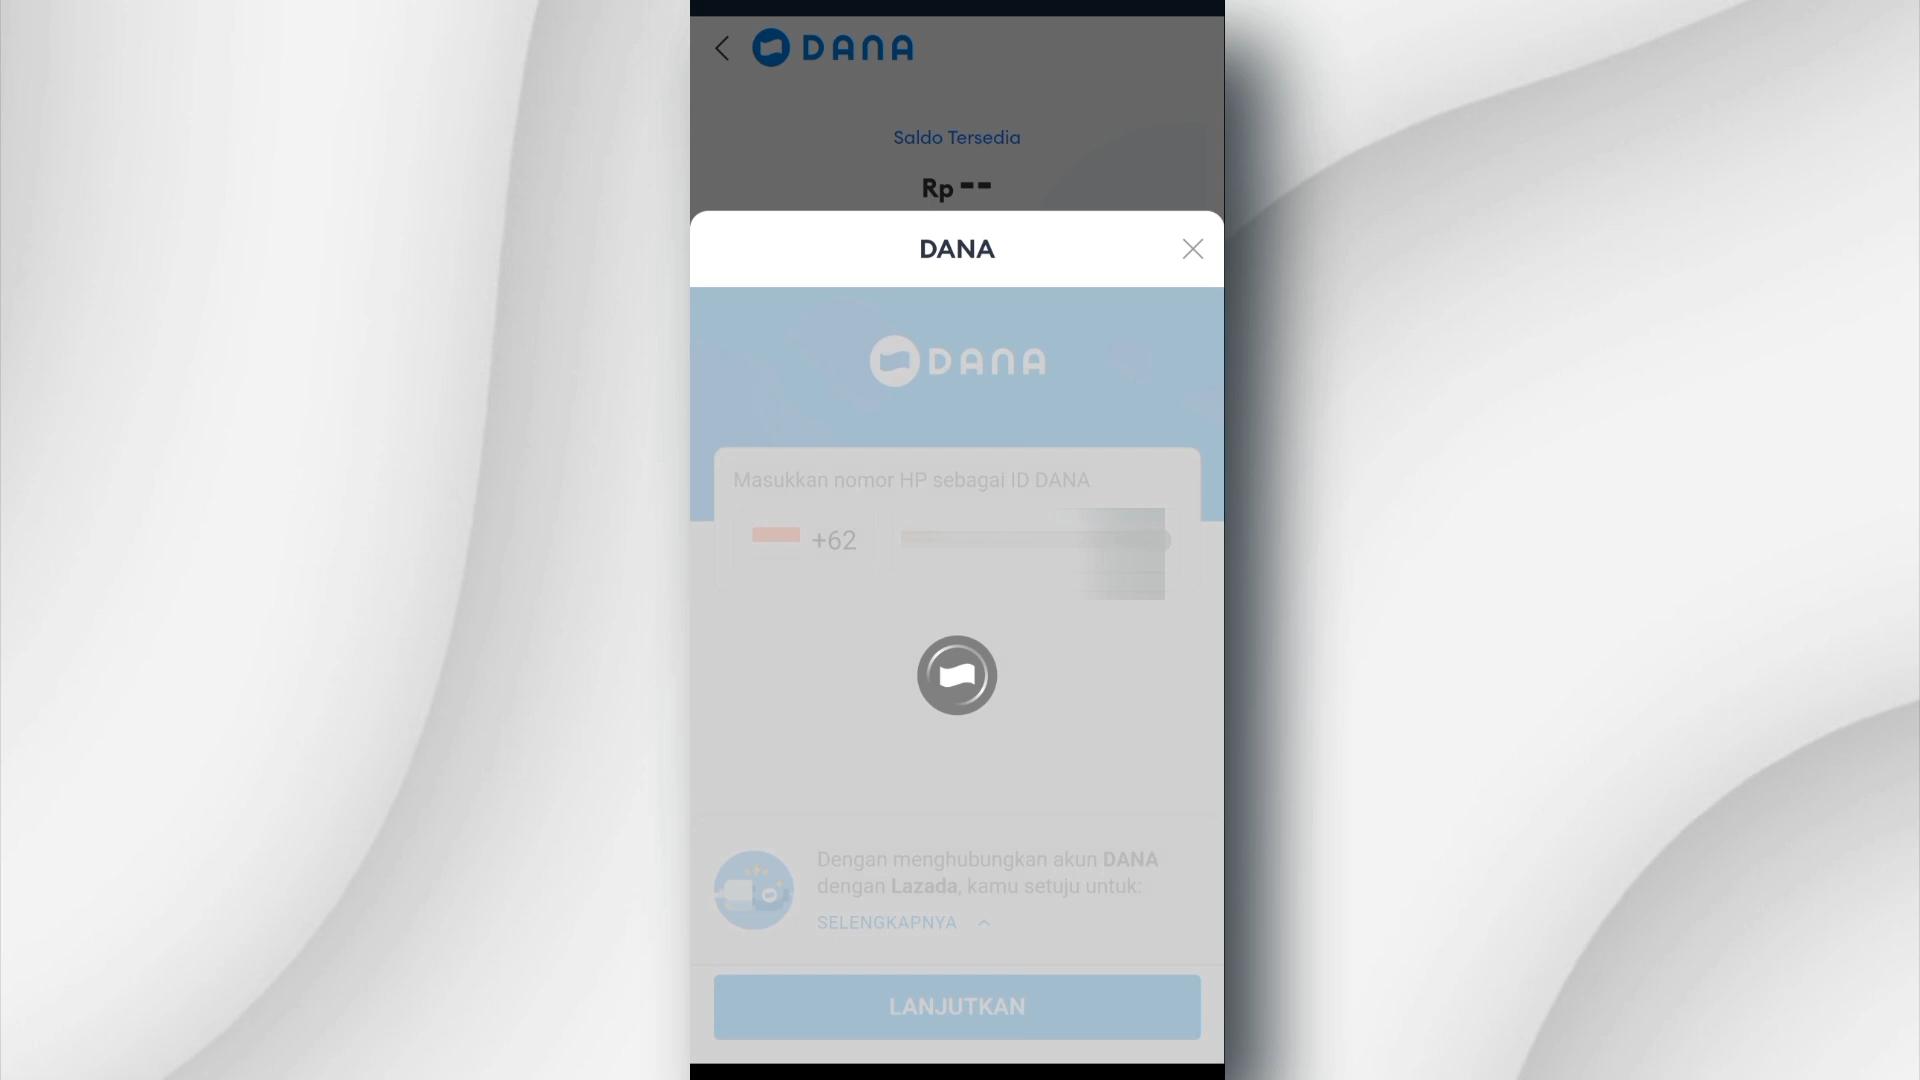 DANA
Saldo Tersedia
Rp --
DANA
DANA
Masukkan nomor HP sebagai ID DANA
+62
Dengan menghubungkan akun DANA
dengan Lazada, kamu setuju untuk:
SELENGKAPNYA
LANJUTKAN